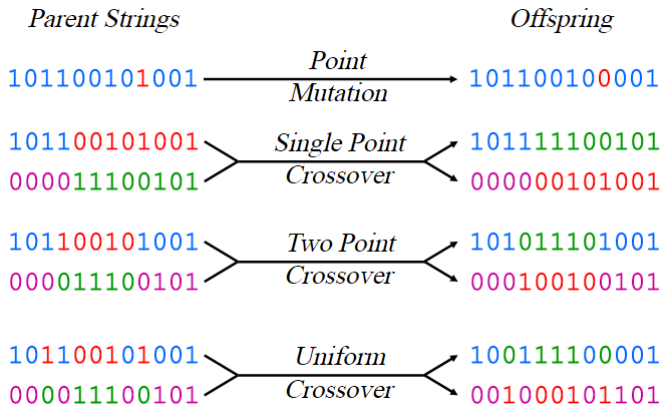 Parent Strings Offspring
101100101001 Point 101100100001
Mutation
101100101001 Single Point 101111100101
000011100101 Crossover 000000101001
101100101001 Two Point 101011101001
000011100101 Crossover 000100100101
101100101001 Uniform 100111100001
000011100101 Crossover 001000101101